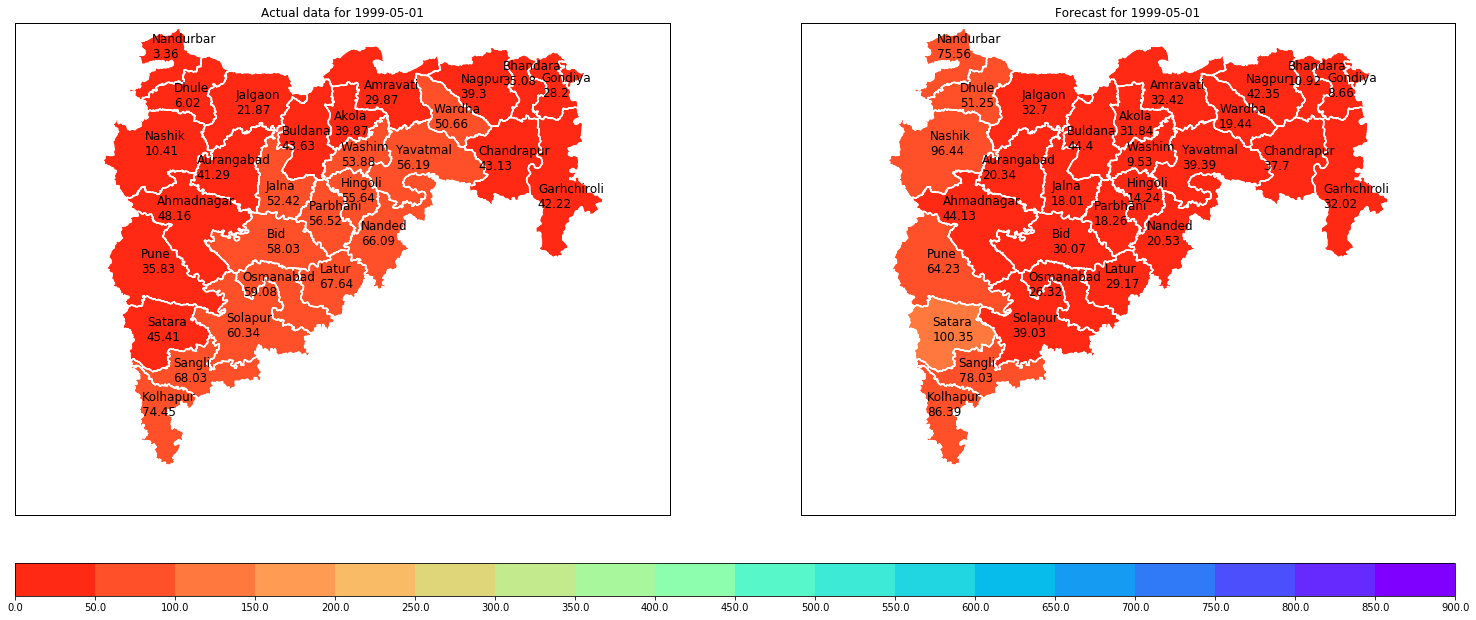 Actual data for 1999-05-01
Nandurbar
3.36
Dhule
6.02
Jalgaon
21.87
Buldana
43.63
Akola
39.87
Amravati
29.87
Nagpur
39.3
Bhandara
35.08
Gondiya
28.2
Wardha
50.66
Nashik
10.41
Aurangabad
41.29
Washim
53.88
Yavatmal
56.19
Chandrapur
43.13
Jalna
52.42
Hingoli
55.64
Garhchiroli
42.22
Ahmadnagar
48.16
Parbhani
56.52
Nanded
66.09
Bid
58.03
Pune
35.83
Osmanabad
59.08
Latur
67.64
Satara
45.41
Solapur
60.34
Sangli
68.03
Kolhapur
74.45
Forecast for 1999-05-01
Nandurbar
75.56
Dhule
51.25
Jalgaon
32.7
Buldana
44.4
Akola
31.84
Amravati
32.42
Nagpur
42.35
Bhandara
10.92
Gondiya
8.66
Wardha
19.44
Nashik
96.44
Aurangabad
20.34
Washim
9.53
Yavatmal
39.39
Chandrapur
37.7
Jalna
18.01
Hingoli
14.24
Garhchiroli
32.02
Ahmadnagar
44.13
Parbhani
18.26
Nanded
20.53
Bid
30.07
Pune
64.23
Osmanabad
26.32
Latur
29.17
Satara
100.35
Solapur
39.03
Sangli
78.03
Kolhapur
86.39
0.0 50.0 100.0 150.0 200.0 250.0 300.0 350.0 400.0 450.0 500.0 550.0 600.0 650.0 700.0 750.0 800.0 850.0 900.0